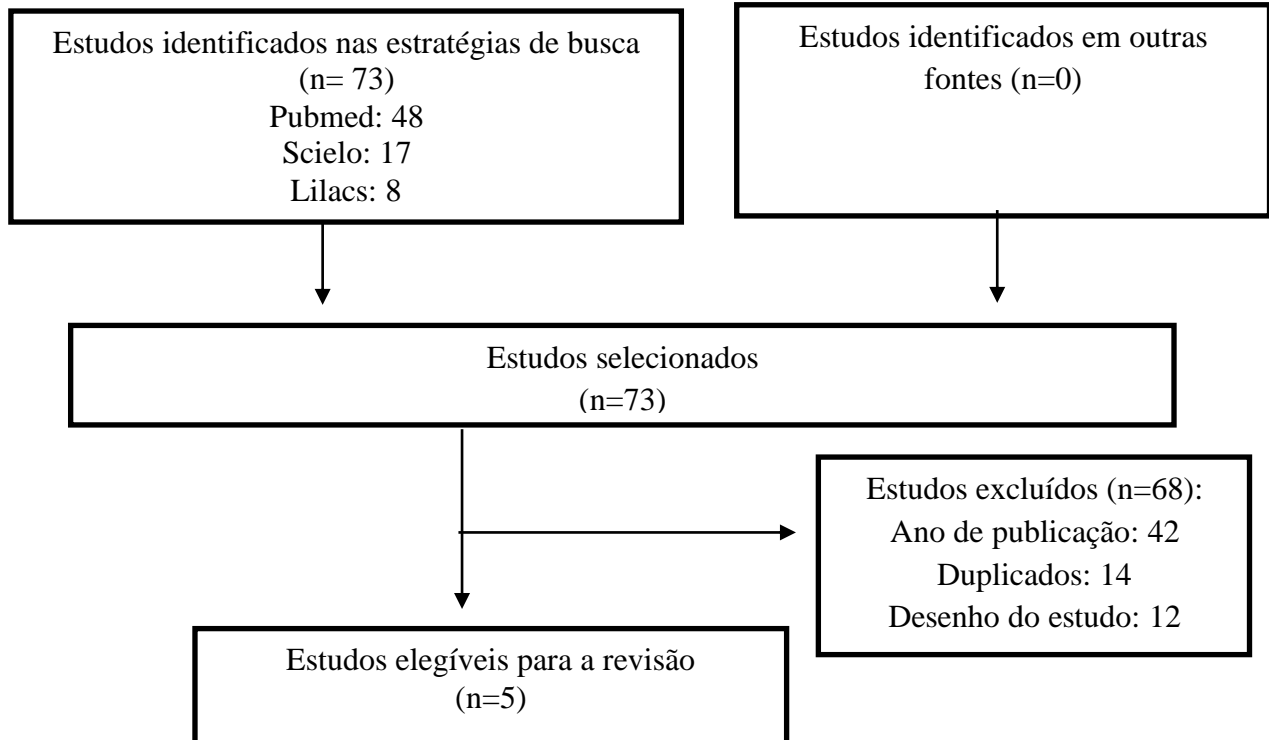 Estudos identificados nas estratégias de busca
(n= 73)
Pubmed: 48
Scielo: 17
Lilacs: 8
Estudos identificados em outras
fontes (n=0)
Estudos selecionados
(n=73)
Estudos excluídos (n=68):
Ano de publicação: 42
Duplicados: 14
Desenho do estudo: 12
Estudos elegíveis para a revisão
(n=5)